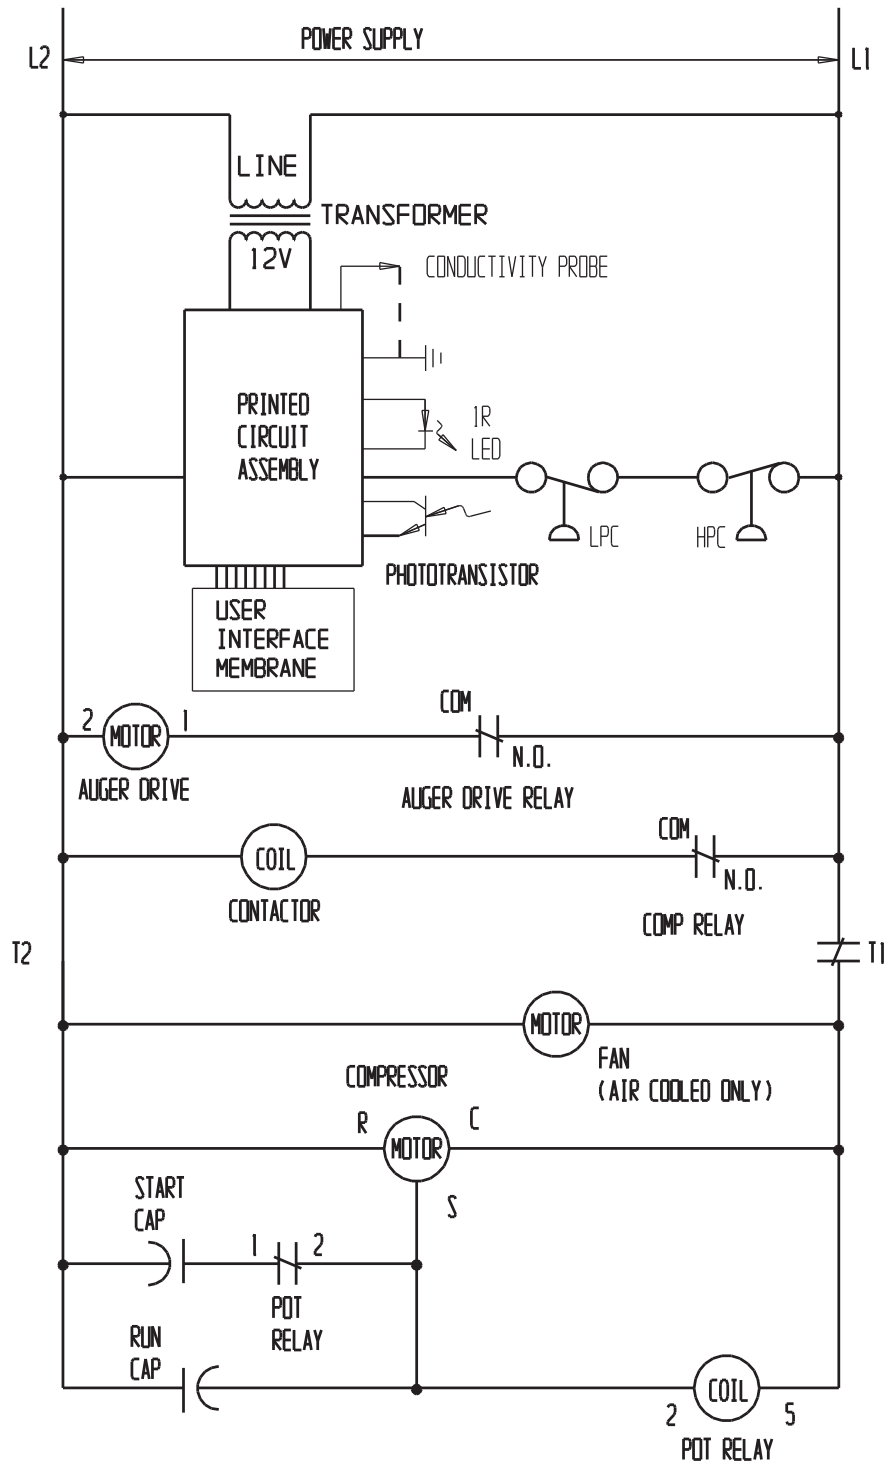 POWER SUPPLY
L2
L1
LINE
TRANSFORMER
12V
CONDUCTIVITY PROBE
PRINTED
CIRCUIT
ASSEMBLY
IR
LED
LPC
HPC
PHOTOTRANSISTOR
USER
INTERFACE
MEMBRANE
COM
2
MOTOR
1
N.O.
AUGER DRIVE
AUGER DRIVE RELAY
COM
COIL
N.O.
CONTACTOR
COMP RELAY
T2
T1
MOTOR
FAN
(AIR COOLED ONLY)
COMPRESSOR
R
C
MOTOR
START
CAP
S
1
2
POT
RELAY
RUN
CAP
COIL
2
5
POT RELAY